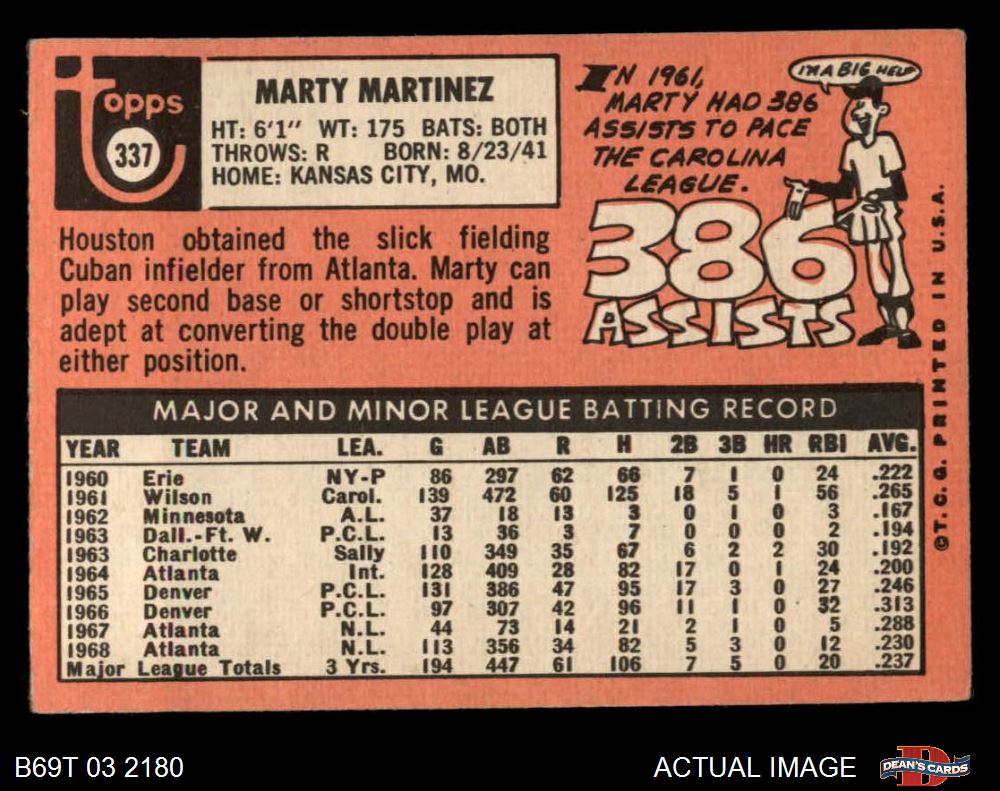 Topps
337
MARTY MARTINEZ
HT: 6'1" WT: 175 BATS: BOTH
THROWS: R BORN: 8/23/41
HOME: KANSAS CITY, MO.
Houston obtained the slick fielding
Cuban infielder from Atlanta. Marty can
play second base or shortstop and is
adept at converting the double play at
either position.
IN 1961,
MARTY HAD 386
ASSISTS TO PACE
THE CAROLINA
LEAGUE.
I'M A BIG HELP
386
ASSISTS
MAJOR AND MINOR LEAGUE BATTING RECORD
YEAR TEAM LEA. G AB R H 2B 3B HR RBI AVG.
1960 Erie NY-P 86 297 62 66 7 1 0 24 .222
1961 Wilson Carol. 139 472 60 125 18 5 1 56 .265
1962 Minnesota A.L. 37 18 13 3 0 1 0 3 .167
1963 Dall.-Ft. W. P.C.L. 13 36 3 7 0 0 0 2 .194
1963 Charlotte Sally 110 349 35 67 6 2 2 30 .192
1964 Atlanta Int. 128 409 28 82 17 0 1 24 .200
1965 Denver P.C.L. 131 386 47 95 17 3 0 27 .246
1966 Denver P.C.L. 97 307 42 96 11 1 0 32 .313
1967 Atlanta N.L. 44 73 14 21 2 1 0 5 .288
1968 Atlanta N.L. 113 356 34 82 5 3 0 12 .230
Major League Totals 3 Yrs. 194 447 61 106 7 5 0 20 .237
©T.C.G. PRINTED IN U.S.A.
B69T 03 2180
ACTUAL IMAGE
D
DEAN'S CARDS